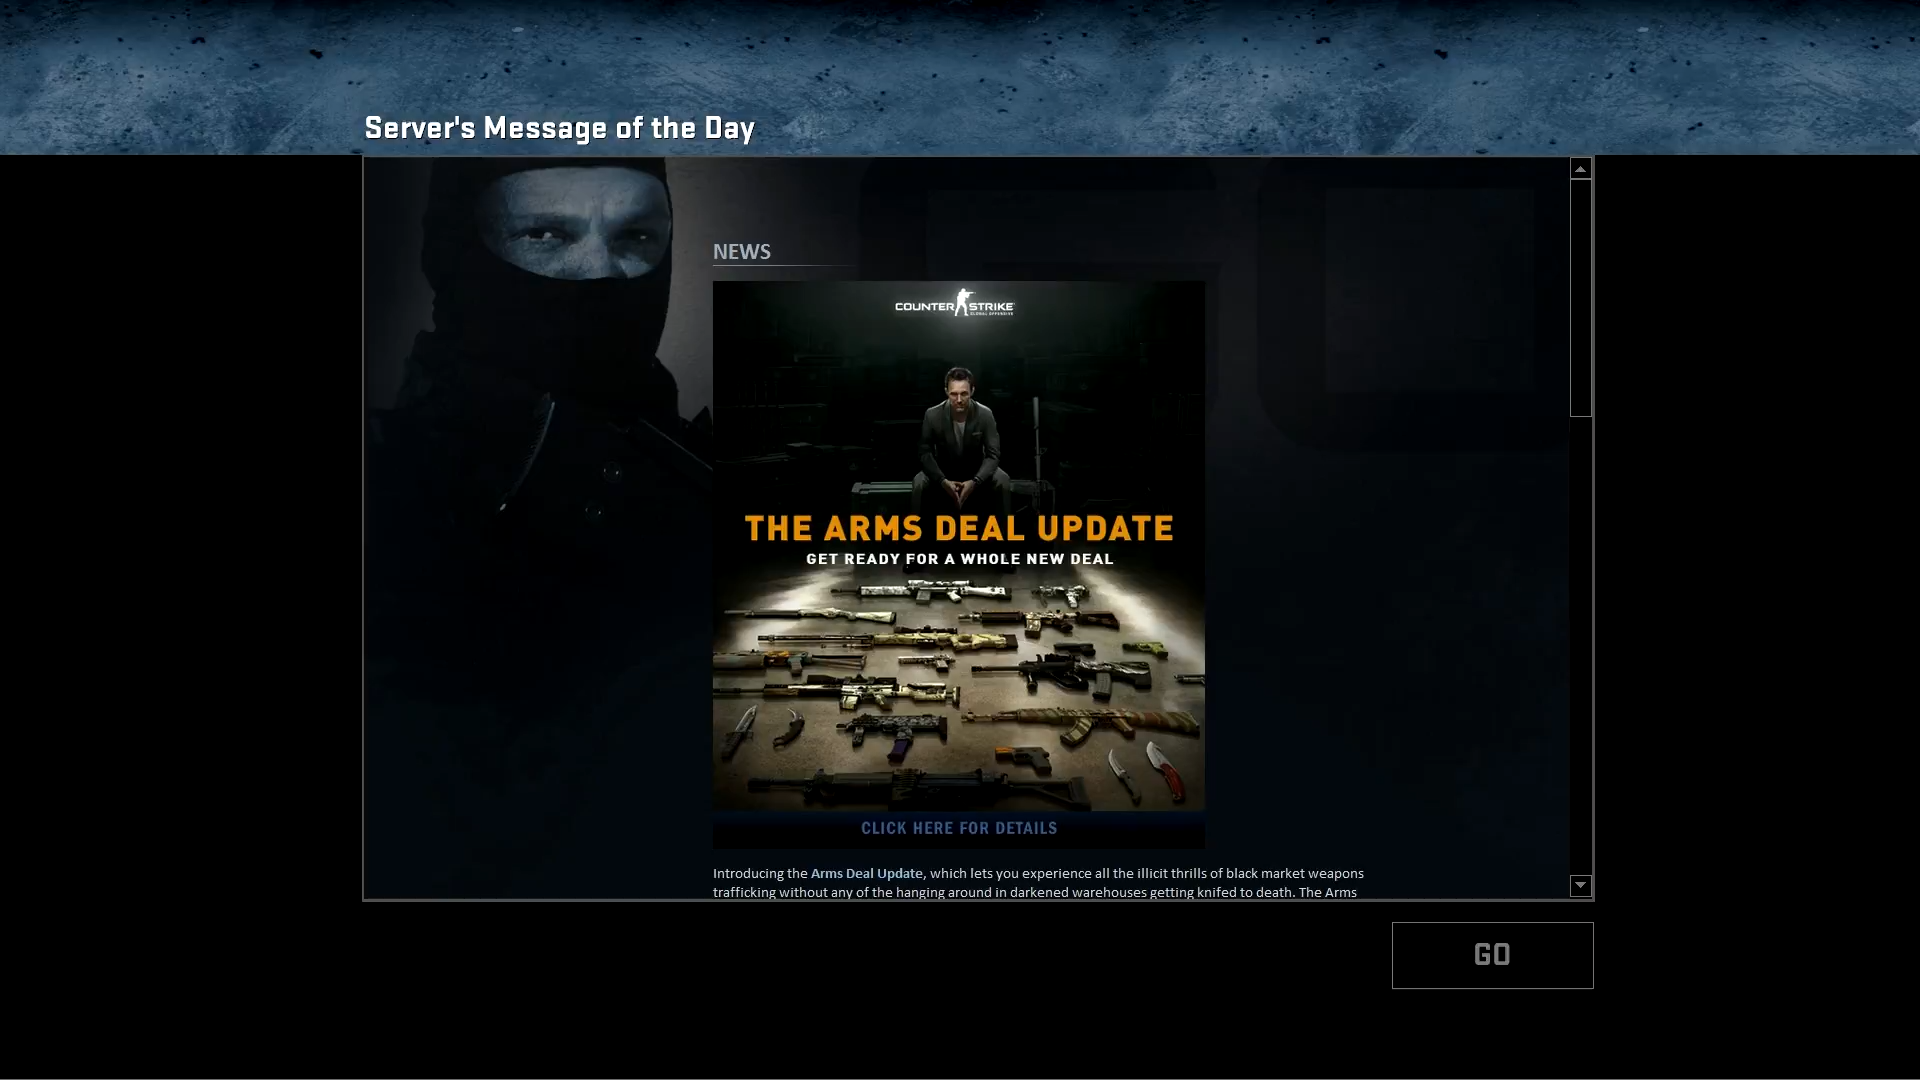 Server's Message of the Day
NEWS
COUNTER STRIKE
GLOBAL OFFENSIVE
THE ARMS DEAL UPDATE
GET READY FOR A WHOLE NEW DEAL
CLICK HERE FOR DETAILS
Introducing the Arms Deal Update, which lets you experience all the illicit thrills of black market weapons
trafficking without any of the hanging around in darkened warehouses getting knifed to death. The Arms
GO